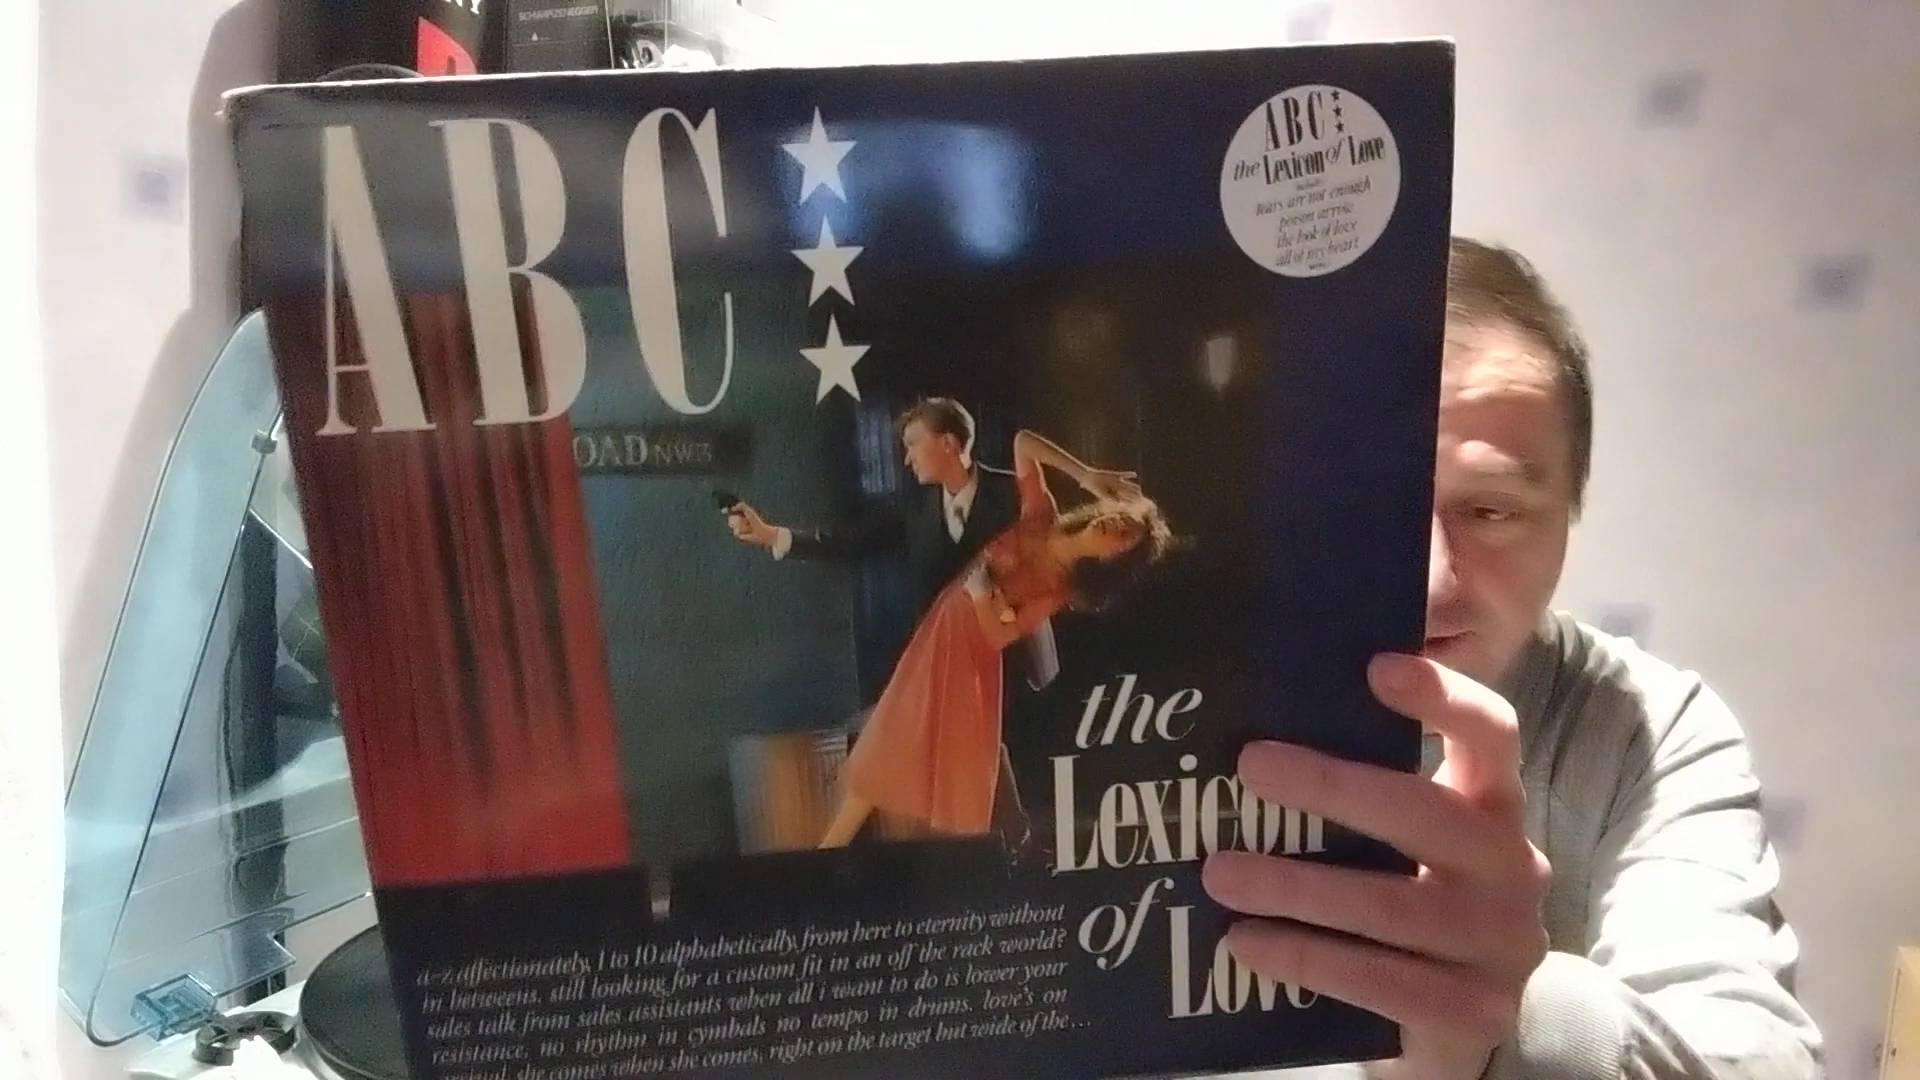 SCHWARZENEGGER
ABC
ABC
the Lexicon of Love
tears are not enough
poison arrow
the look of love
all of my heart
OAD NW
the
Lexicon
of
Love
a–z affectionately, 1 to 10 alphabetically, from here to eternity without
in betweens, still looking for a custom fit in an off the rack world?
sales talk from sales assistants when all i want to do is lower your
resistance, no rhythm in cymbals no tempo in drums, love's on
she comes when she comes, right on the target but wide of the...